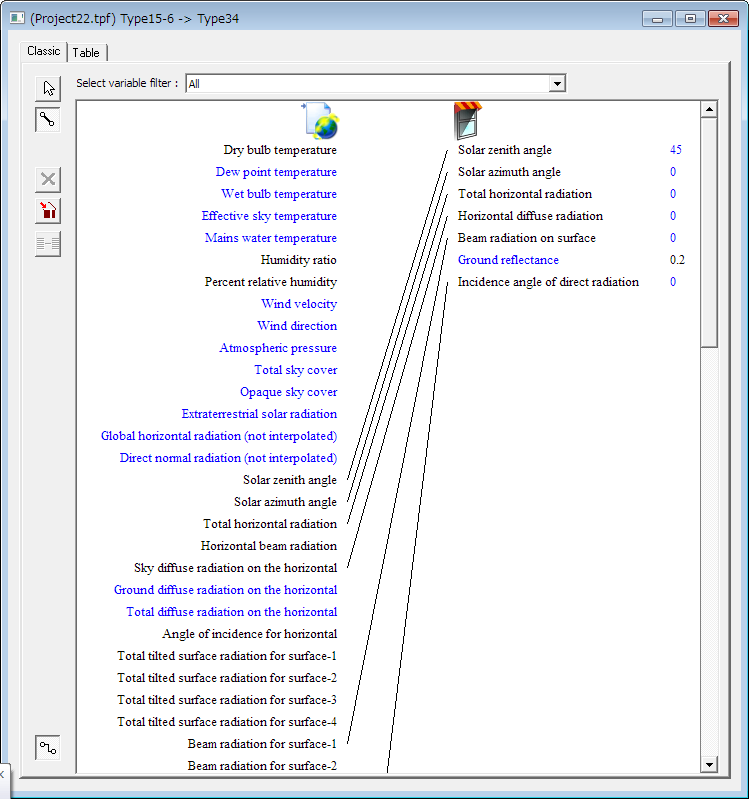 (Project22.tpf) Type15-6 -> Type34
Classic
Table
Select variable filter :
All
Dry bulb temperature
Dew point temperature
Wet bulb temperature
Effective sky temperature
Mains water temperature
Humidity ratio
Percent relative humidity
Wind velocity
Wind direction
Atmospheric pressure
Total sky cover
Opaque sky cover
Extraterrestrial solar radiation
Global horizontal radiation (not interpolated)
Direct normal radiation (not interpolated)
Solar zenith angle
Solar azimuth angle
Total horizontal radiation
Horizontal beam radiation
Sky diffuse radiation on the horizontal
Ground diffuse radiation on the horizontal
Total diffuse radiation on the horizontal
Angle of incidence for horizontal
Total tilted surface radiation for surface-1
Total tilted surface radiation for surface-2
Total tilted surface radiation for surface-3
Total tilted surface radiation for surface-4
Beam radiation for surface-1
Beam radiation for surface-2
Solar zenith angle 45
Solar azimuth angle 0
Total horizontal radiation 0
Horizontal diffuse radiation 0
Beam radiation on surface 0
Ground reflectance 0.2
Incidence angle of direct radiation 0